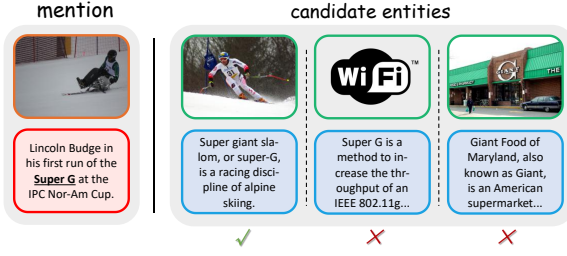 mention
candidate entities
Wi Fi
GIANT
THE
Lincoln Budge in
his first run of the
Super G at the
IPC Nor-Am Cup.
Super giant sla-
lom, or super-G,
is a racing disci-
pline of alpine
skiing.
Super G is a
method to in-
crease the thr-
oughput of an
IEEE 802.11g...
Giant Food of
Maryland, also
known as Giant,
is an American
supermarket...